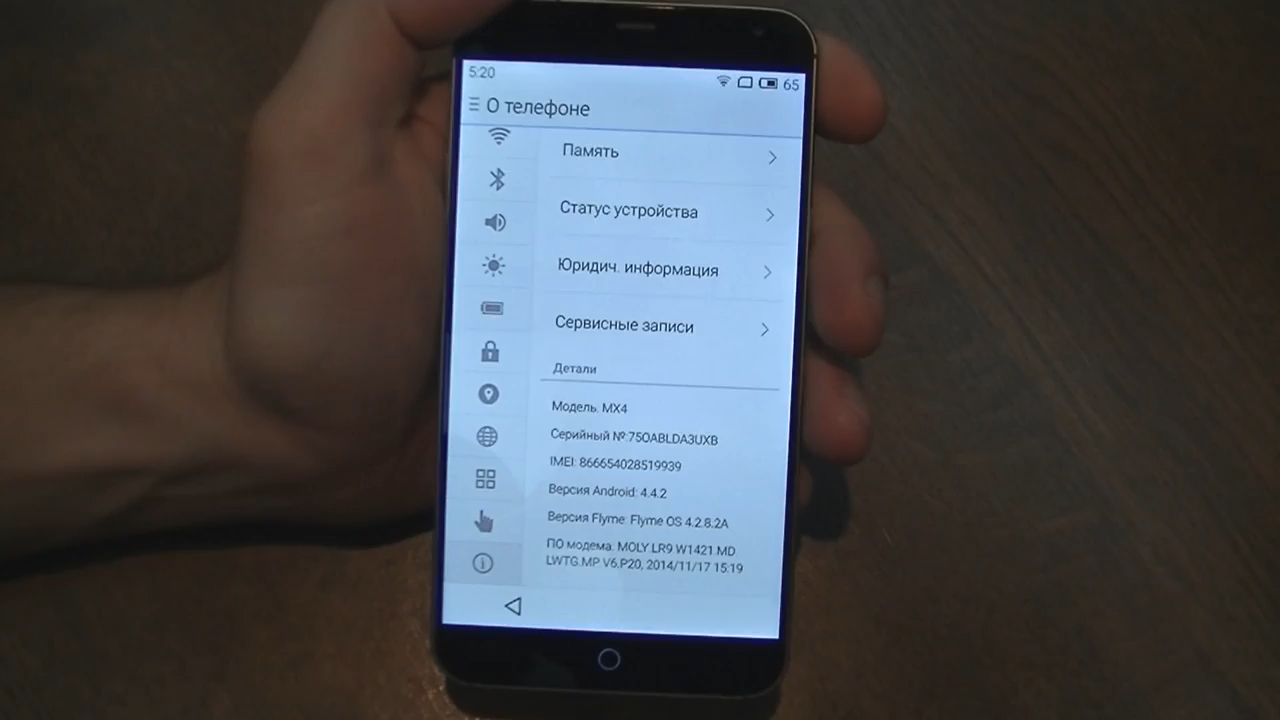 5:20
65
О телефоне
Память
Статус устройства
Юридич. информация
Сервисные записи
Детали
Модель: MX4
Серийный №:750ABLDA3UXB
IMEI: 866654028519939
Версия Android: 4.4.2
Версия Flyme: Flyme OS 4.2.8.2A
ПО модема: MOLY.LR9.W1421.MD.
LWTG.MP.V6.P20, 2014/11/17 15:19